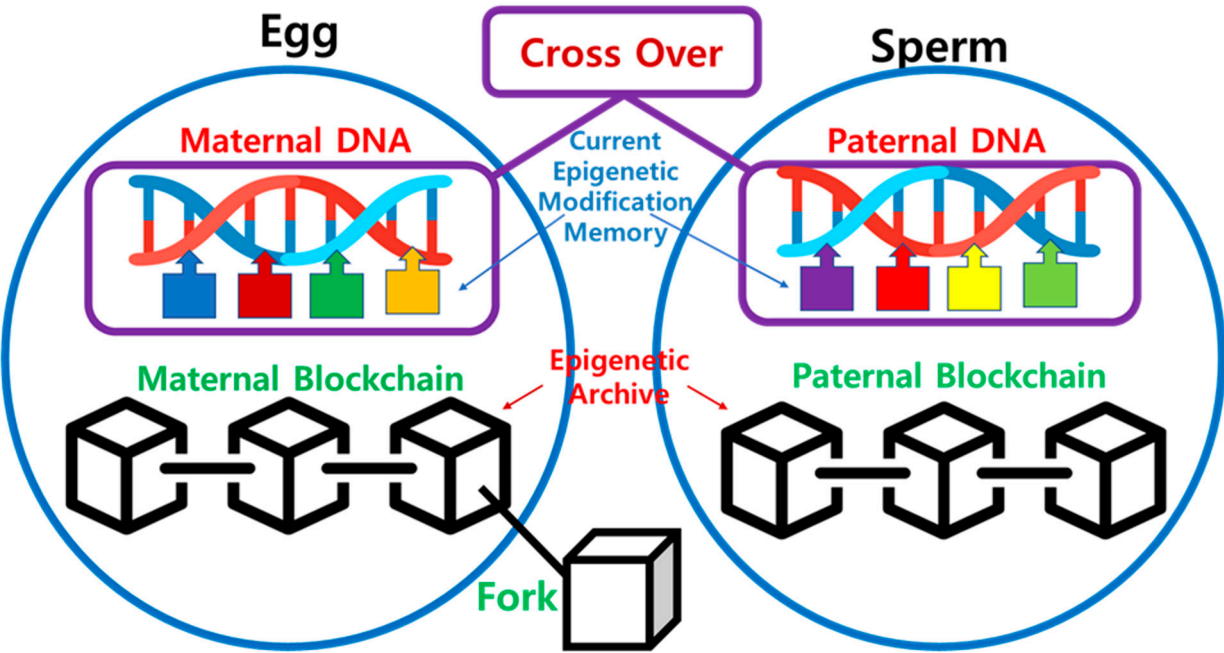 Egg
Cross Over
Sperm
Maternal DNA
Current
Epigenetic
Modification
Memory
Paternal DNA
Epigenetic
Archive
Maternal Blockchain
Paternal Blockchain
Fork